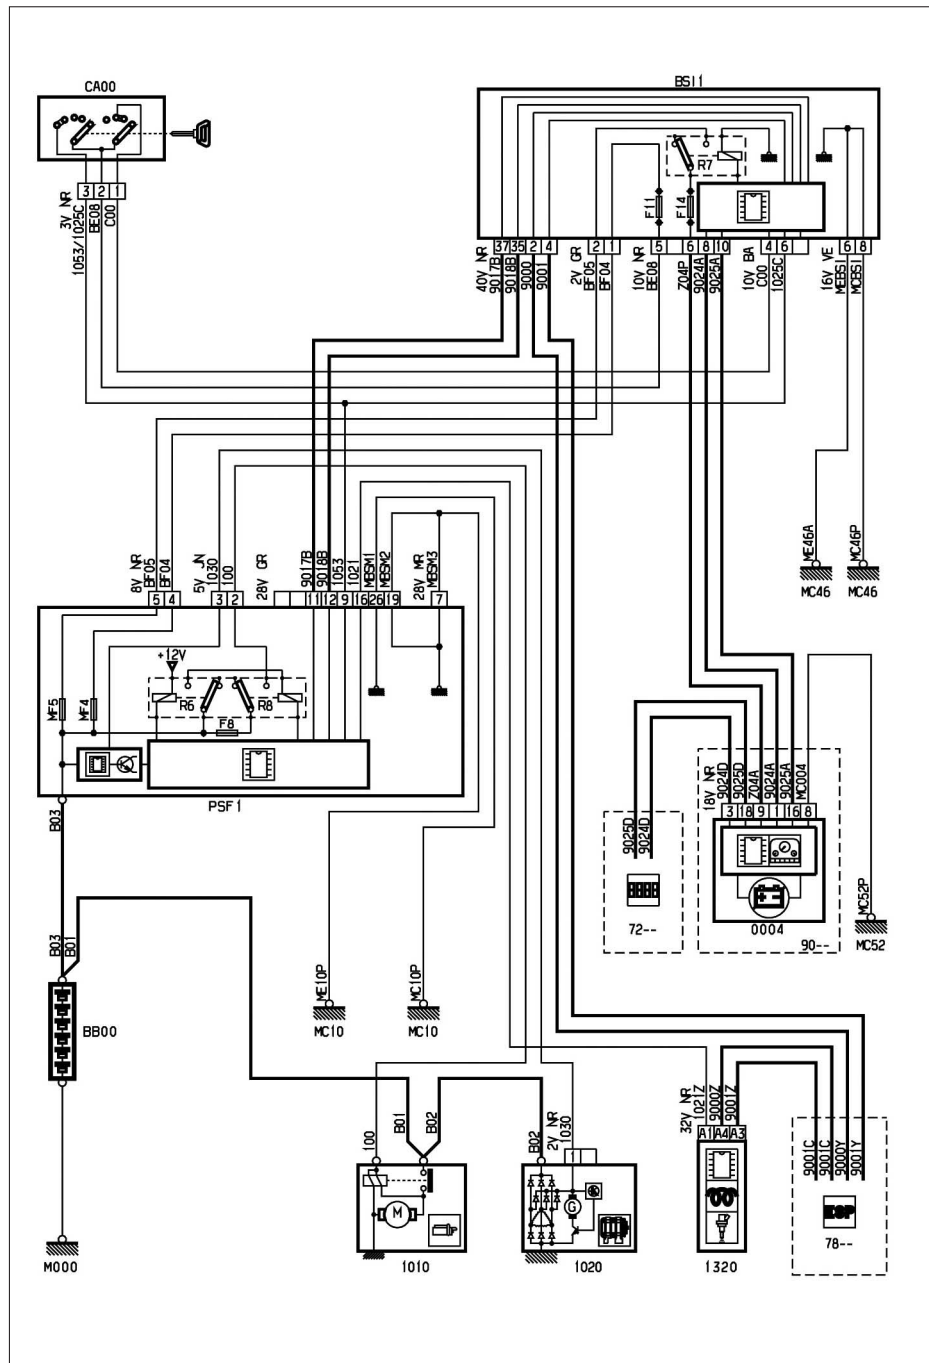 CA00
3 2 1
3V NR
1053/1025C
BE08
C00
BSI1
R7
F11
F14
37 35 2 4
2 1
5
6 8 10
4 6
6 8
40V NR
9017B
9018B
9000
9001
2V GR
BF05
BF04
10V NR
BE08
Z04P
9024A
9025A
10V BA
C00
1025C
16V VE
MEBSI
MCBSI
ME46A
MC46P
MC46
MC46
8V NR
BF05
BF04
5V JN
1030
100
28V GR
9017B
9018B
1053
1021
MBSM1
MBSM2
28V MR
MBSM3
5 4
3 2
11 12 9 16 26 19
7
+12V
R6
R8
F8
MF5
MF4
PSF1
B03
18V NR
9024D
9025D
Z04A
9024A
9025A
MC004
3 18 9 1 16 8
9025D
9024D
72--
0004
90--
MC52P
MC52
B03
B01
BB00
ME10P
MC10
MC10P
MC10
M000
100
B01
B02
M
1010
B02
2V NR
1030
1
G
1020
32V NR
1021Z
9000Z
9001Z
A1 A4 A3
1320
9001C
9001C
9000Y
9001Y
ESP
78--